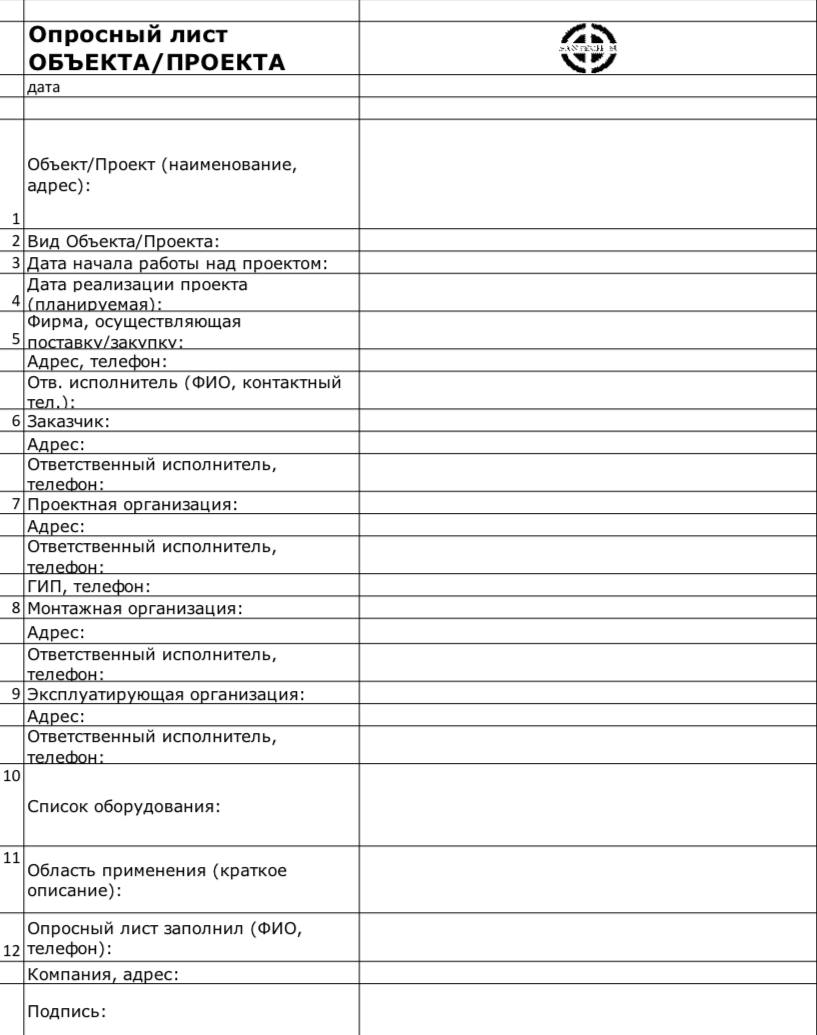 Опросный лист
ОБЪЕКТА/ПРОЕКТА
дата
Объект/Проект (наименование,
адрес):
1
2 Вид Объекта/Проекта:
3 Дата начала работы над проектом:
Дата реализации проекта
4 (планируемая):
Фирма, осуществляющая
5 поставку/закупку:
Адрес, телефон:
Отв. исполнитель (ФИО, контактный
тел.):
6 Заказчик:
Адрес:
Ответственный исполнитель,
телефон:
7 Проектная организация:
Адрес:
Ответственный исполнитель,
телефон:
ГИП, телефон:
8 Монтажная организация:
Адрес:
Ответственный исполнитель,
телефон:
9 Эксплуатирующая организация:
Адрес:
Ответственный исполнитель,
телефон:
10
Список оборудования:
11
Область применения (краткое
описание):
Опросный лист заполнил (ФИО,
12 телефон):
Компания, адрес:
Подпись: